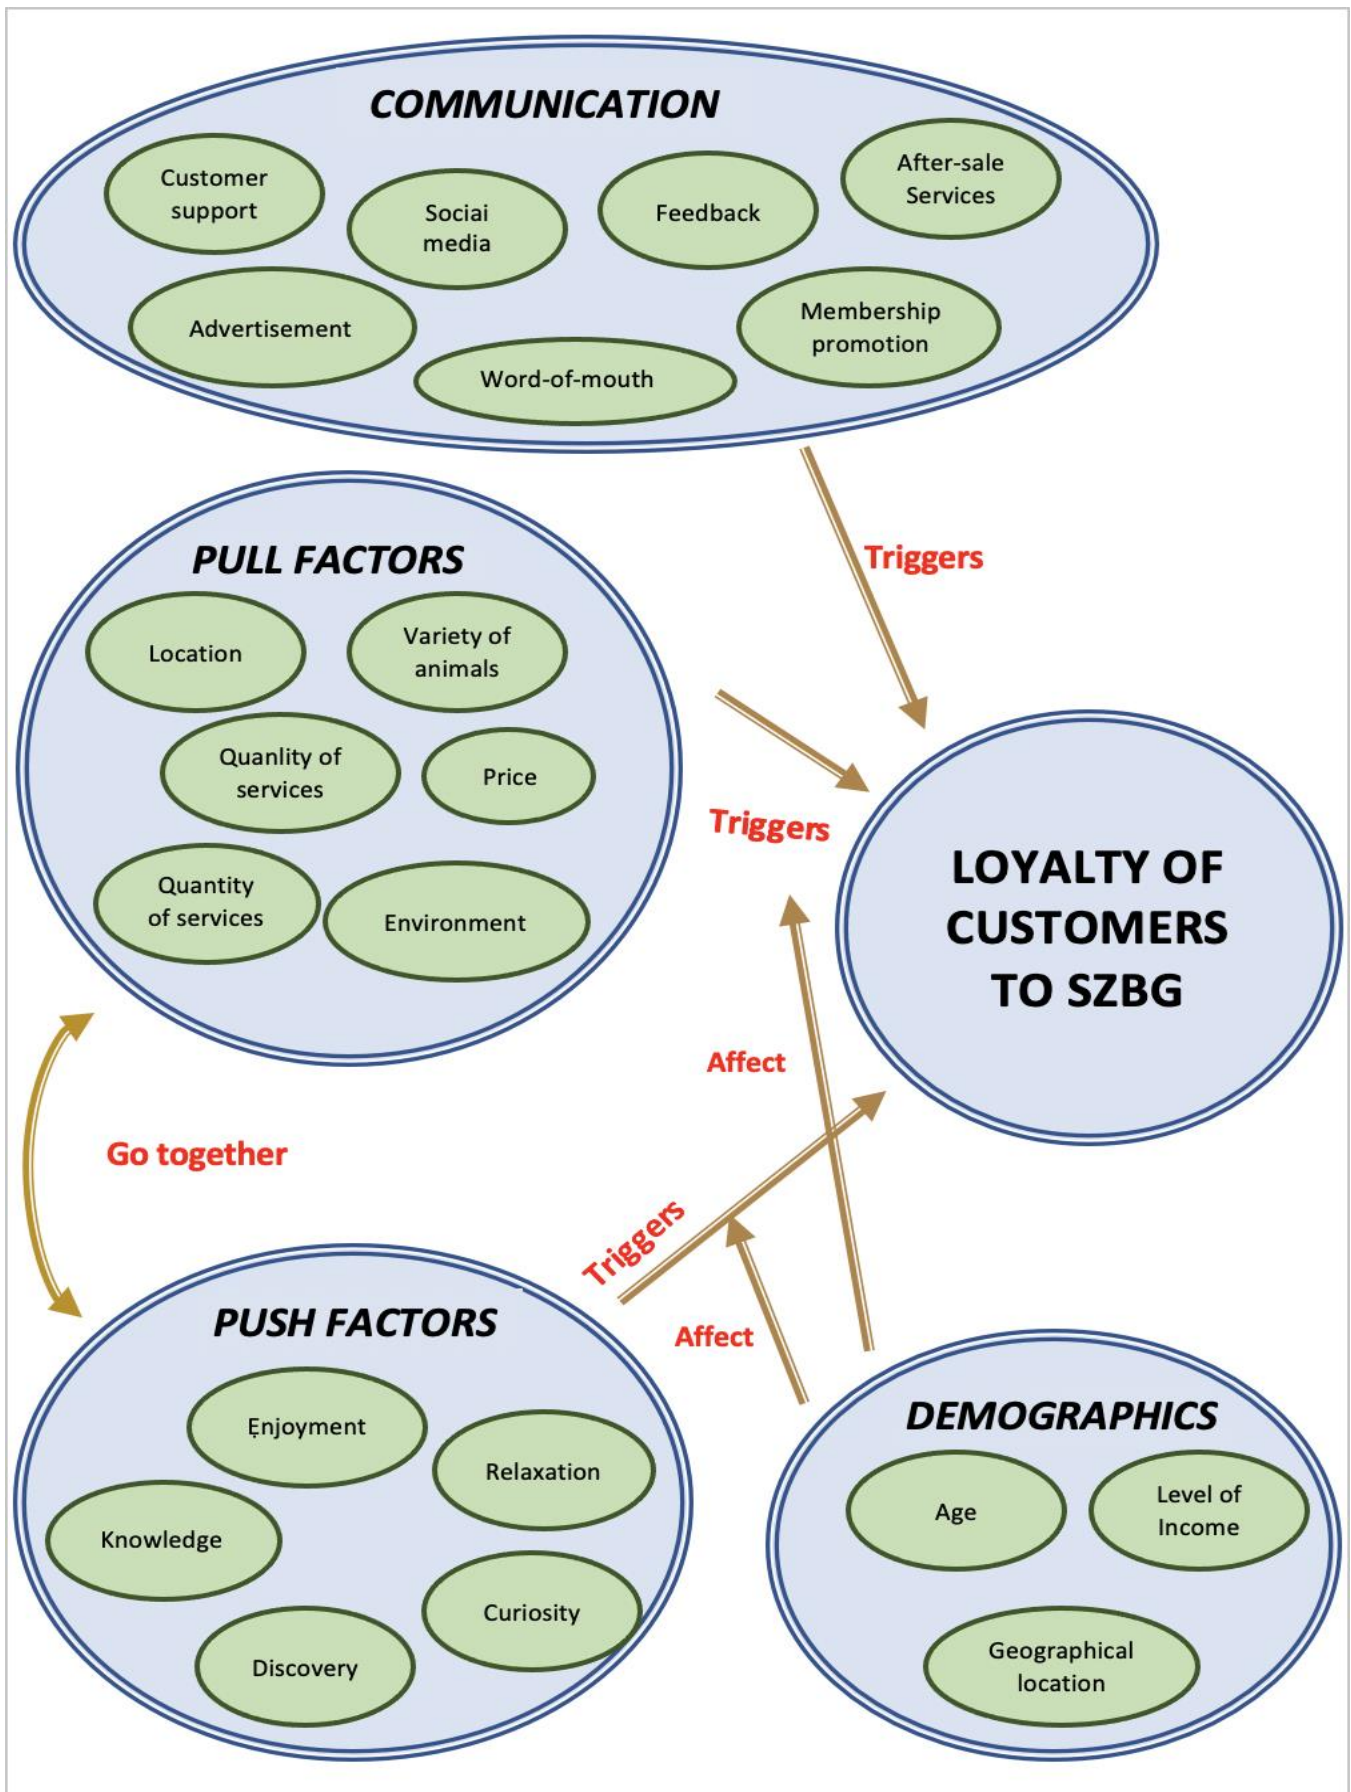 COMMUNICATION
Customer
support
Sociai
media
Feedback
After-sale
Services
Advertisement
Word-of-mouth
Membership
promotion
Triggers
PULL FACTORS
Location
Variety of
animals
Quanlity of
services
Price
Quantity
of services
Environment
Triggers
LOYALTY OF
CUSTOMERS
TO SZBG
Affect
Go together
Triggers
Affect
PUSH FACTORS
Enjoyment
Relaxation
Knowledge
Curiosity
Discovery
DEMOGRAPHICS
Age
Level of
Income
Geographical
location